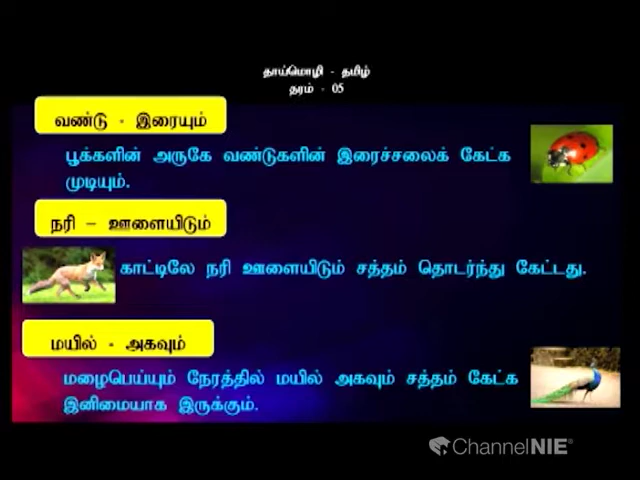 தாய்மொழி - தமிழ்
தரம் - 05
வண்டு - இரையும்
பூக்களின் அருகே வண்டுகளின் இரைச்சலைக் கேட்க
முடியும்.
நரி – ஊளையிடும்
காட்டிலே நரி ஊளையிடும் சத்தம் தொடர்ந்து கேட்டது.
மயில் - அகவும்
மழைபெய்யும் நேரத்தில் மயில் அகவும் சத்தம் கேட்க
இனிமையாக இருக்கும்.
ChannelNIE